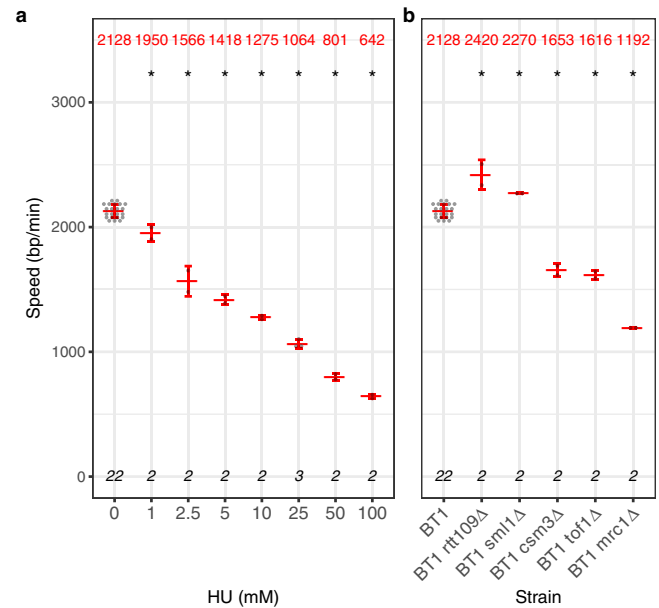 a
b
2128 1950 1566 1418 1275 1064 801 642
2128 2420 2270 1653 1616 1192
* * * * * * *
* * * * *
3000
2000
1000
0
Speed (bp/min)
22 2 2 2 2 3 2 2
22 2 2 2 2 2
0 1 2.5 5 10 25 50 100
BT1
BT1 rtt109Δ
BT1 sml1Δ
BT1 csm3Δ
BT1 tof1Δ
BT1 mrc1Δ
HU (mM)
Strain